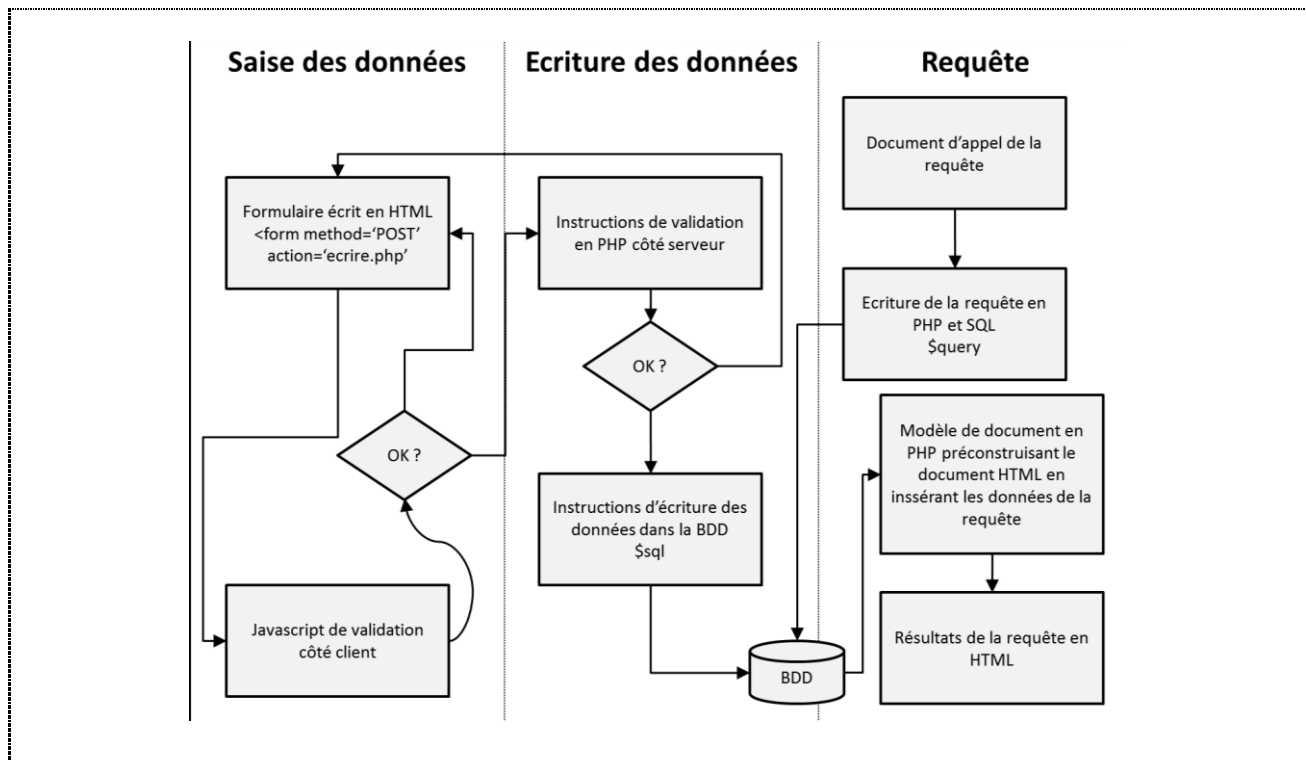 Saise des données
Ecriture des données
Requête
Formulaire écrit en HTML
<form method=‘POST’
action=‘ecrire.php’
OK ?
Javascript de validation
côté client
Instructions de validation
en PHP côté serveur
OK ?
Instructions d’écriture des
données dans la BDD
$sql
BDD
Document d’appel de la
requête
Ecriture de la requête en
PHP et SQL
$query
Modèle de document en
PHP préconstruisant le
document HTML en
inssérant les données de la
requête
Résultats de la requête en
HTML